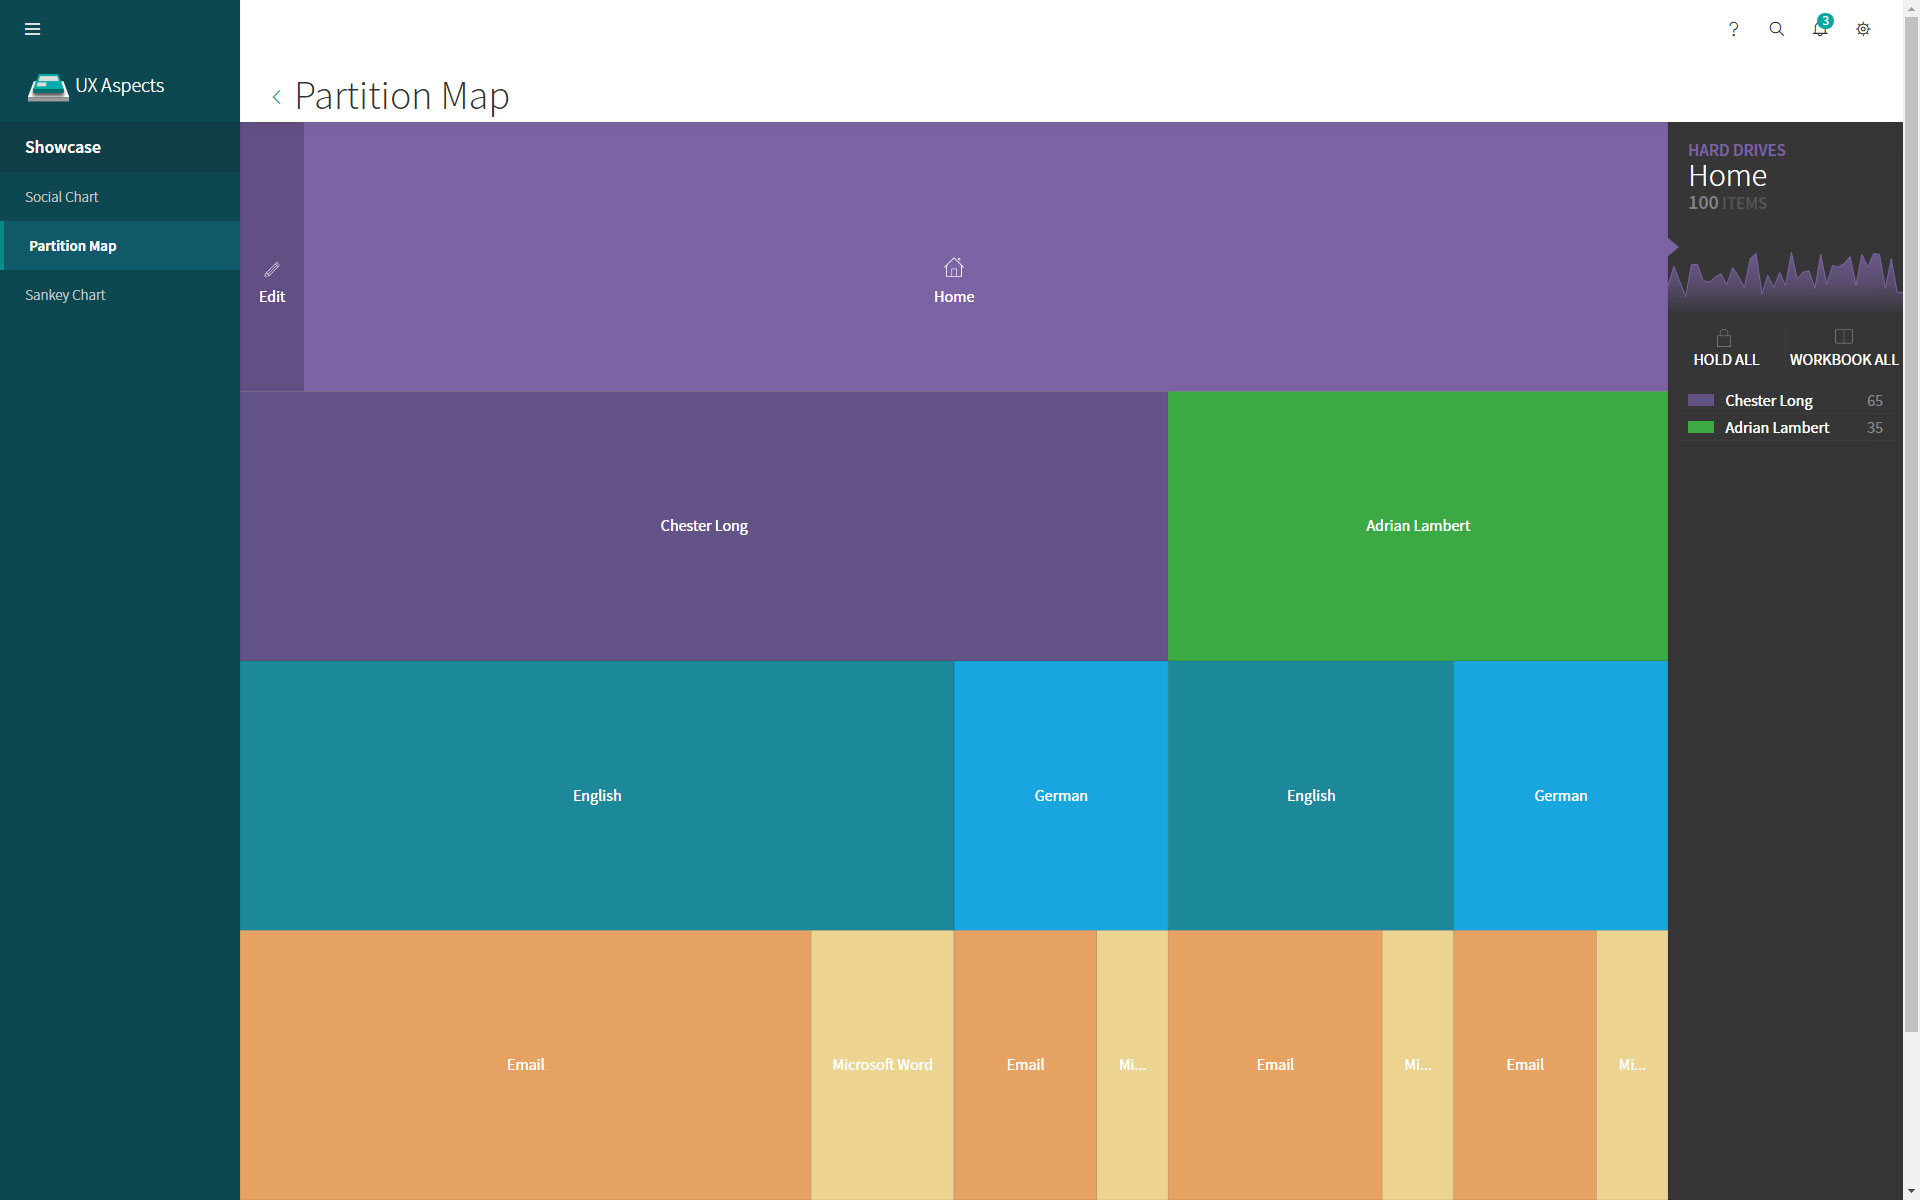 ?
3
UX Aspects
Partition Map
Showcase
Social Chart
Partition Map
Sankey Chart
Edit
Home
HARD DRIVES
Home
100 ITEMS
HOLD ALL
WORKBOOK ALL
Chester Long 65
Adrian Lambert 35
Chester Long
Adrian Lambert
English
German
English
German
Email
Microsoft Word
Email
Mi...
Email
Mi...
Email
Mi...